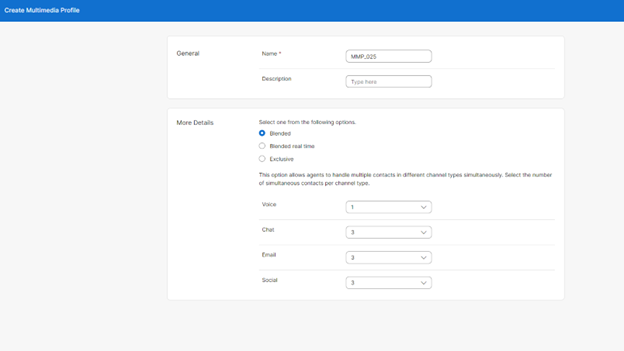 Create Multimedia Profile
General
Name *
MMP_025
Description
Type here
More Details
Select one from the following options.
Blended
Blended real time
Exclusive
This option allows agents to handle multiple contacts in different channel types simultaneously. Select the number
of simultaneous contacts per channel type.
Voice
1
Chat
3
Email
3
Social
3